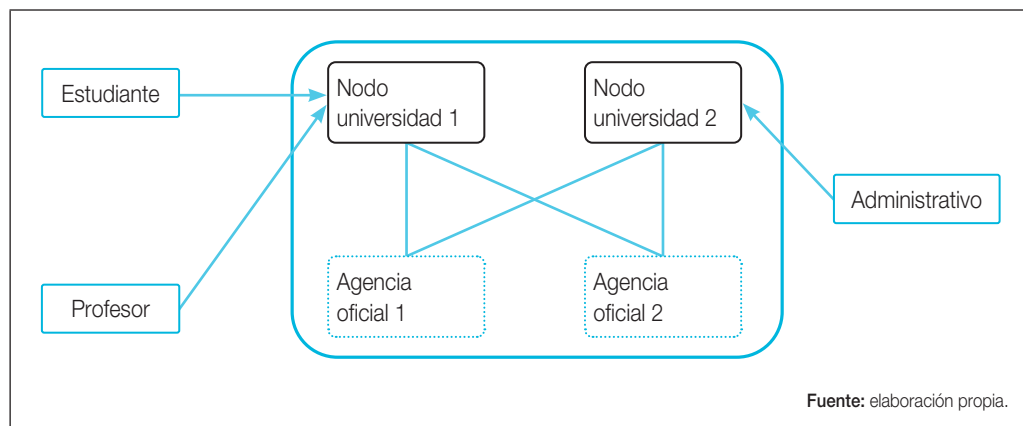 Estudiante
Nodo
universidad 1
Nodo
universidad 2
Administrativo
Profesor
Agencia
oficial 1
Agencia
oficial 2
Fuente: elaboración propia.